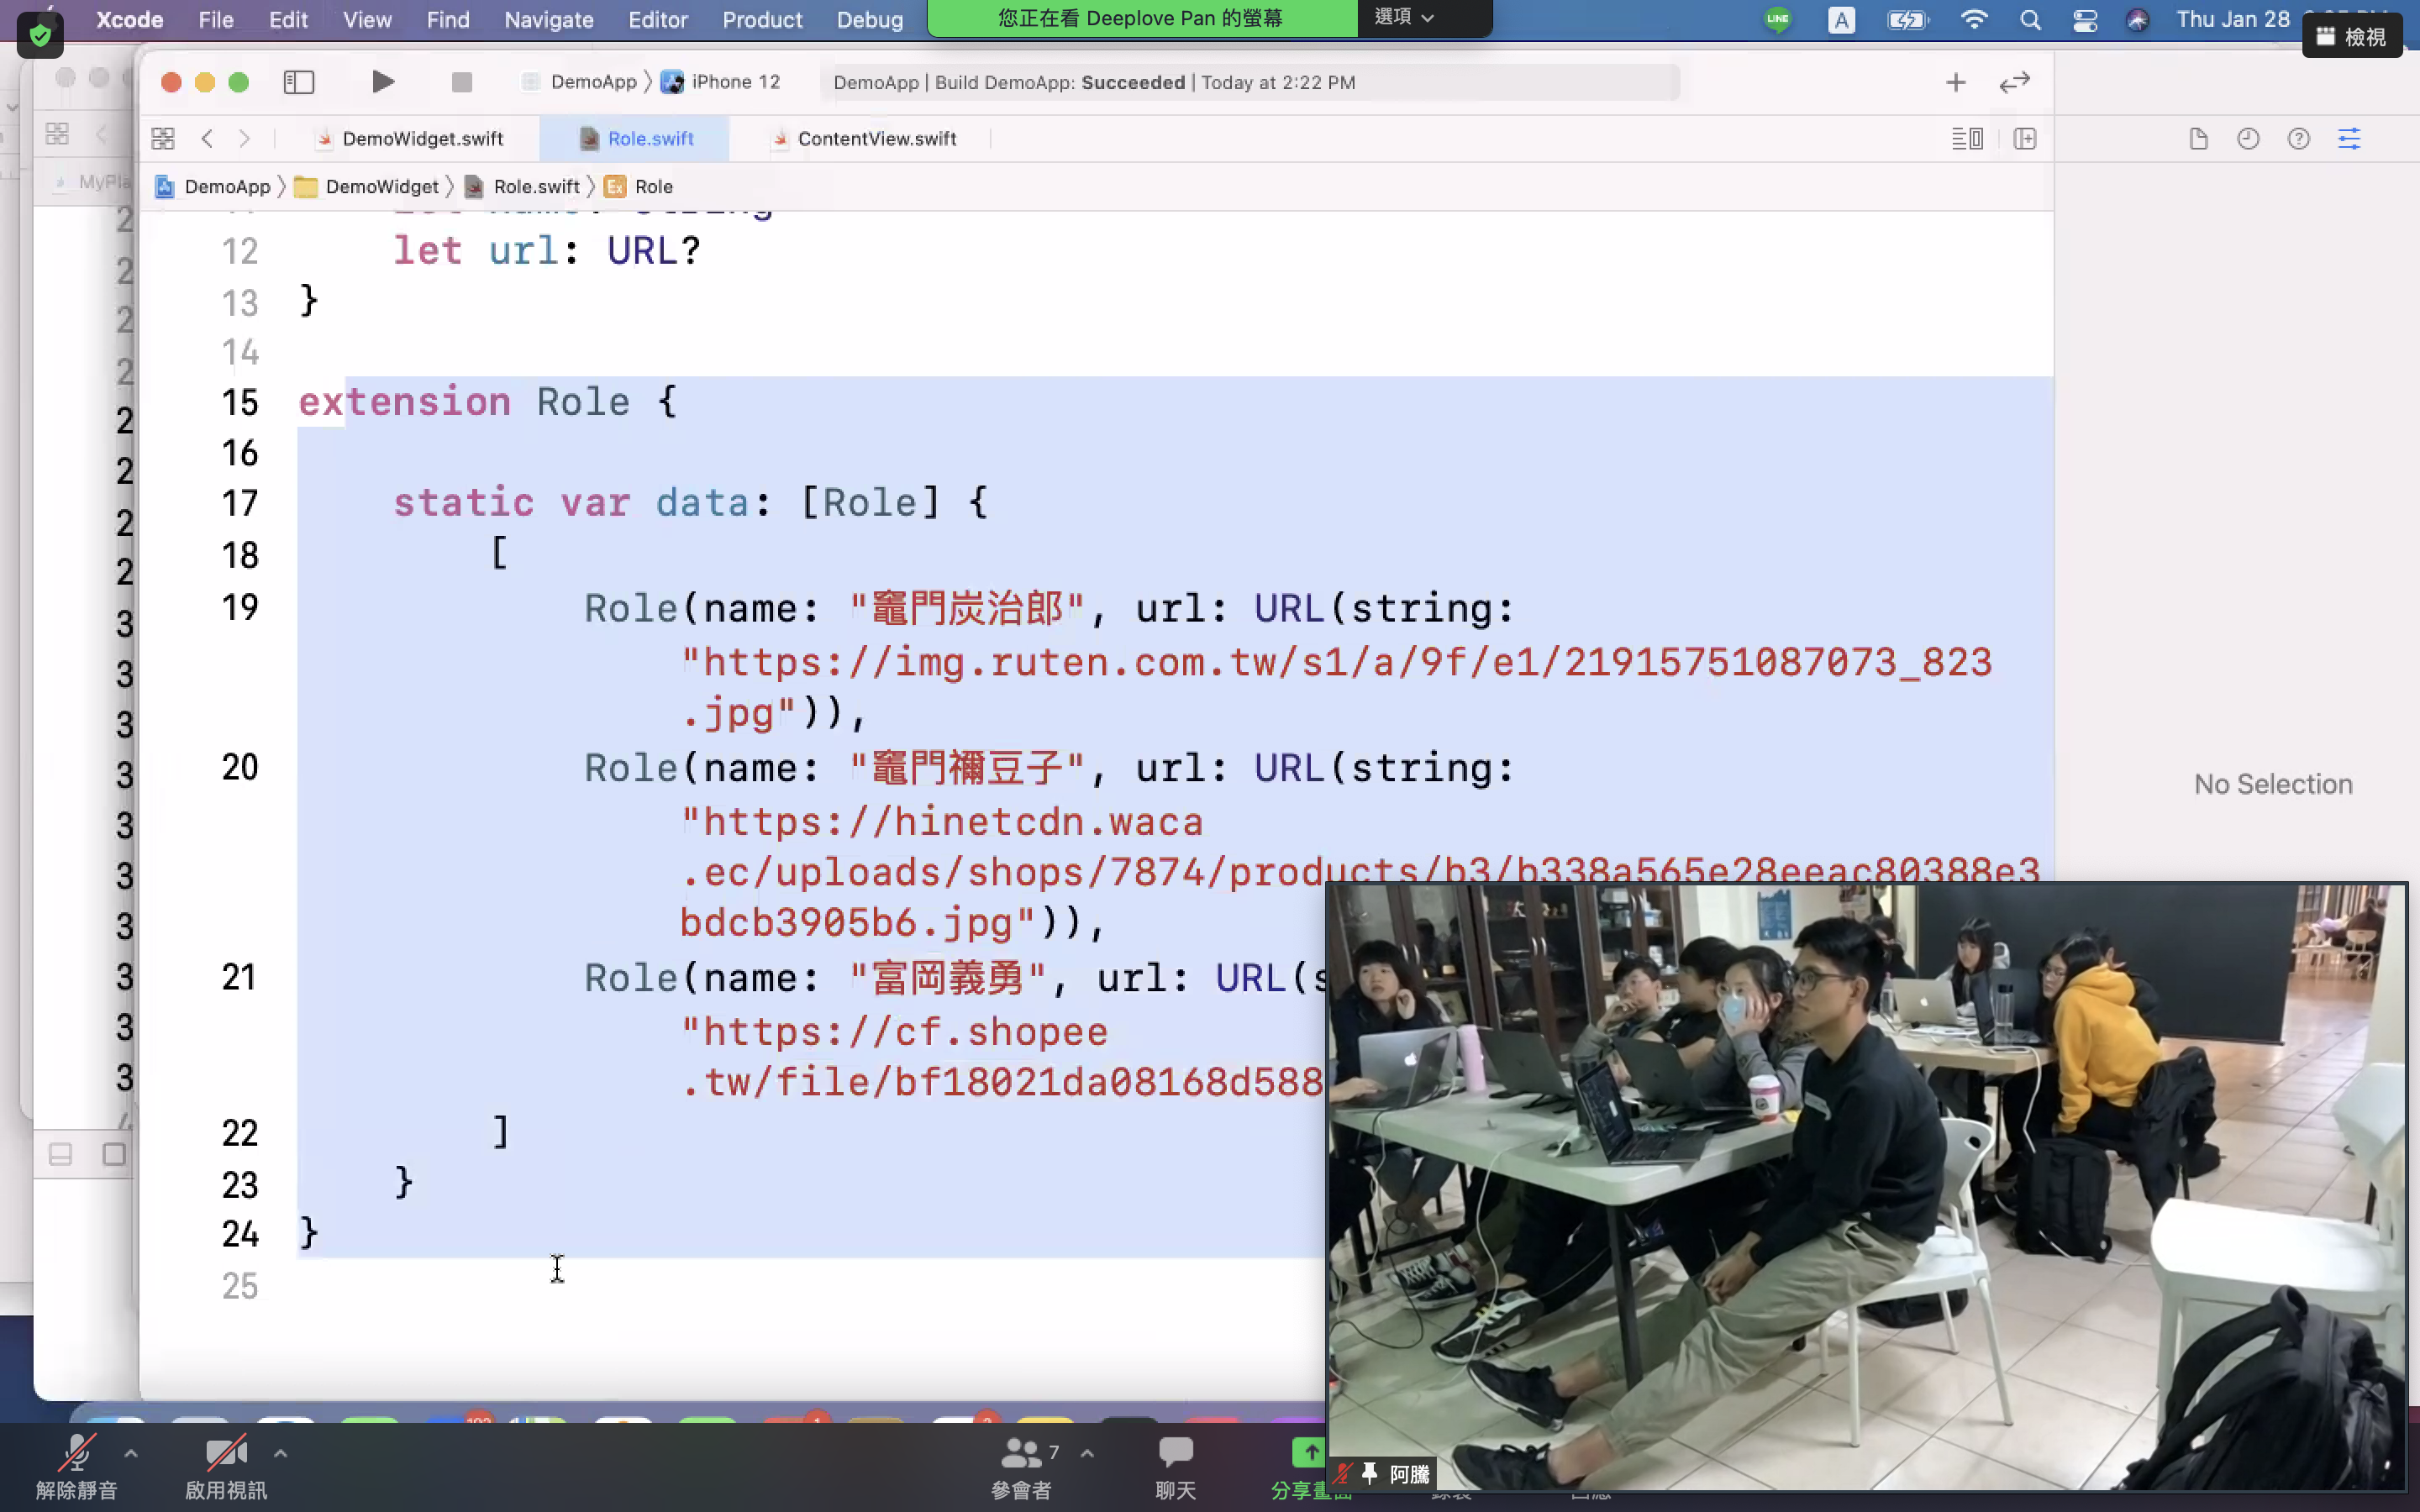 Xcode File Edit View Find Navigate Editor Product Debug
您正在看 Deeplove Pan 的螢幕 選項
LINE A Thu Jan 28
檢視
DemoApp 〉 iPhone 12
DemoApp | Build DemoApp: Succeeded | Today at 2:22 PM
DemoWidget.swift Role.swift ContentView.swift
DemoApp 〉 DemoWidget 〉 Role.swift 〉 Ex Role
12 let url: URL?
13 }
14
15 extension Role {
16
17 static var data: [Role] {
18 [
19 Role(name: "竈門炭治郎", url: URL(string:
"https://img.ruten.com.tw/s1/a/9f/e1/21915751087073_823
.jpg")),
20 Role(name: "竈門禰豆子", url: URL(string:
"https://hinetcdn.waca
.ec/uploads/shops/7874/products/b3/b338a565e28eeac80388e3
bdcb3905b6.jpg")),
21 Role(name: "富岡義勇", url: URL(s
"https://cf.shopee
.tw/file/bf18021da08168d588
22 ]
23 }
24 }
25
No Selection
解除靜音 啟用視訊 7 參會者 聊天 分享畫面
阿騰